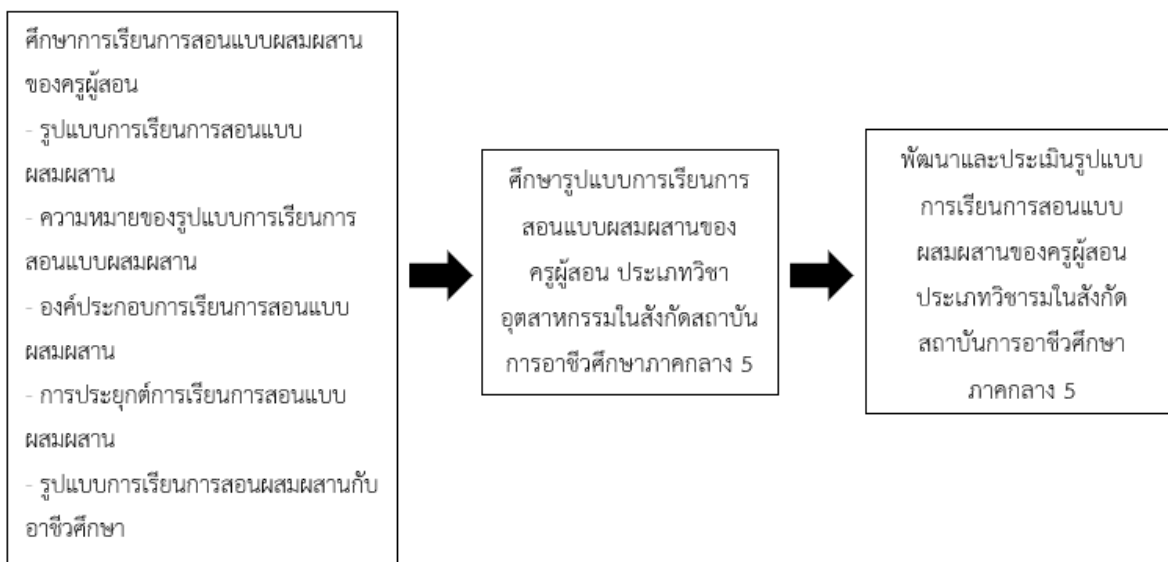 ศึกษาการเรียนการสอนแบบผสมผสาน
ของครูผู้สอน
- รูปแบบการเรียนการสอนแบบ
ผสมผสาน
- ความหมายของรูปแบบการเรียนการ
สอนแบบผสมผสาน
- องค์ประกอบการเรียนการสอนแบบ
ผสมผสาน
- การประยุกต์การเรียนการสอนแบบ
ผสมผสาน
- รูปแบบการเรียนการสอนผสมผสานกับ
อาชีวศึกษา
ศึกษารูปแบบการเรียนการ
สอนแบบผสมผสานของ
ครูผู้สอน ประเภทวิชา
อุตสาหกรรมในสังกัดสถาบัน
การอาชีวศึกษาภาคกลาง 5
พัฒนาและประเมินรูปแบบ
การเรียนการสอนแบบ
ผสมผสานของครูผู้สอน
ประเภทวิชารมในสังกัด
สถาบันการอาชีวศึกษา
ภาคกลาง 5